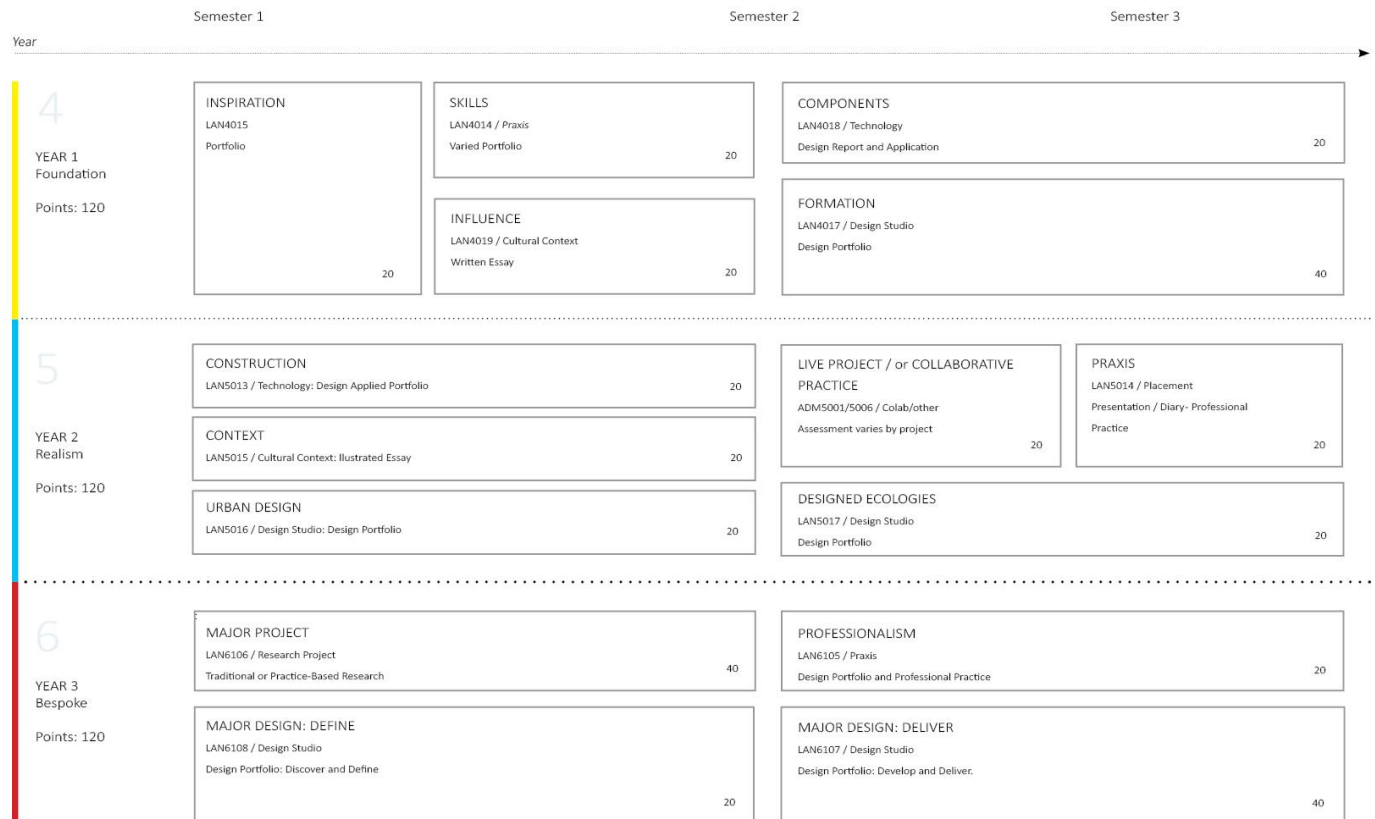 Semester 1
Semester 2
Semester 3
Year
4
YEAR 1
Foundation
Points: 120
INSPIRATION
LAN4015
Portfolio
20
SKILLS
LAN4014 / Praxis
Varied Portfolio
20
INFLUENCE
LAN4019 / Cultural Context
Written Essay
20
COMPONENTS
LAN4018 / Technology
Design Report and Application
20
FORMATION
LAN4017 / Design Studio
Design Portfolio
40
5
YEAR 2
Realism
Points: 120
CONSTRUCTION
LAN5013 / Technology: Design Applied Portfolio
20
CONTEXT
LAN5015 / Cultural Context: Ilustrated Essay
20
URBAN DESIGN
LAN5016 / Design Studio: Design Portfolio
20
LIVE PROJECT / or COLLABORATIVE
PRACTICE
ADM5001/5006 / Colab/other
Assessment varies by project
20
PRAXIS
LAN5014 / Placement
Presentation / Diary- Professional
Practice
20
DESIGNED ECOLOGIES
LAN5017 / Design Studio
Design Portfolio
20
6
YEAR 3
Bespoke
Points: 120
MAJOR PROJECT
LAN6106 / Research Project
Traditional or Practice-Based Research
40
MAJOR DESIGN: DEFINE
LAN6108 / Design Studio
Design Portfolio: Discover and Define
20
PROFESSIONALISM
LAN6105 / Praxis
Design Portfolio and Professional Practice
20
MAJOR DESIGN: DELIVER
LAN6107 / Design Studio
Design Portfolio: Develop and Deliver.
40